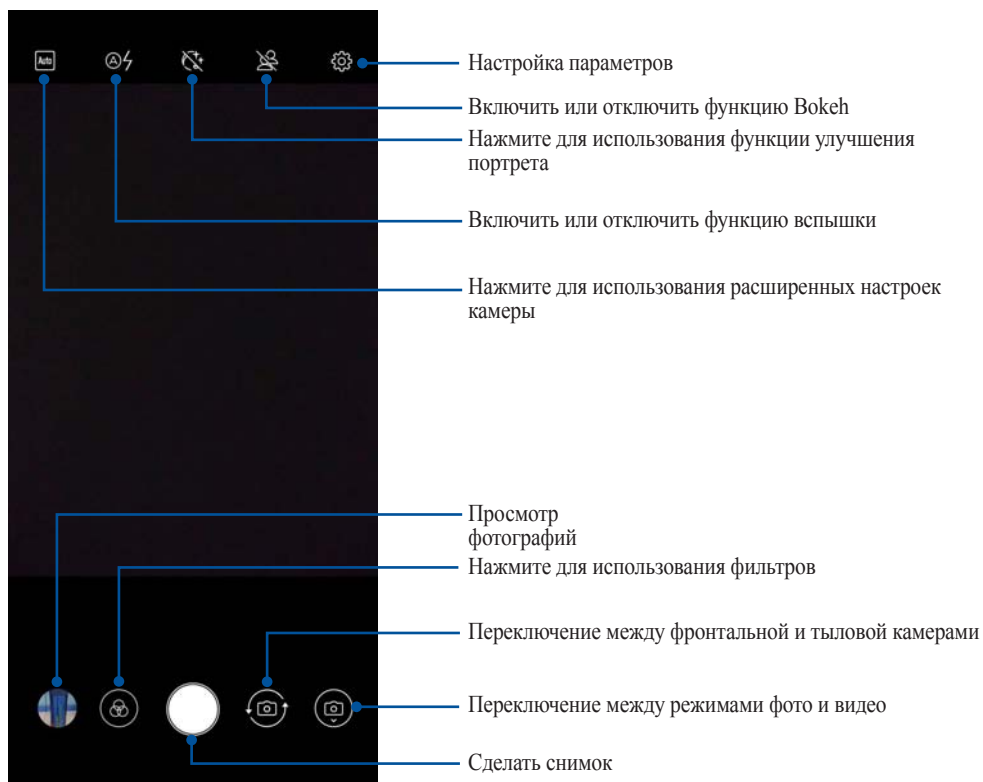 Auto
A
Настройка параметров
Включить или отключить функцию Bokeh
Нажмите для использования функции улучшения
портрета
Включить или отключить функцию вспышки
Нажмите для использования расширенных настроек
камеры
Просмотр
фотографий
Нажмите для использования фильтров
Переключение между фронтальной и тыловой камерами
Переключение между режимами фото и видео
Сделать снимок